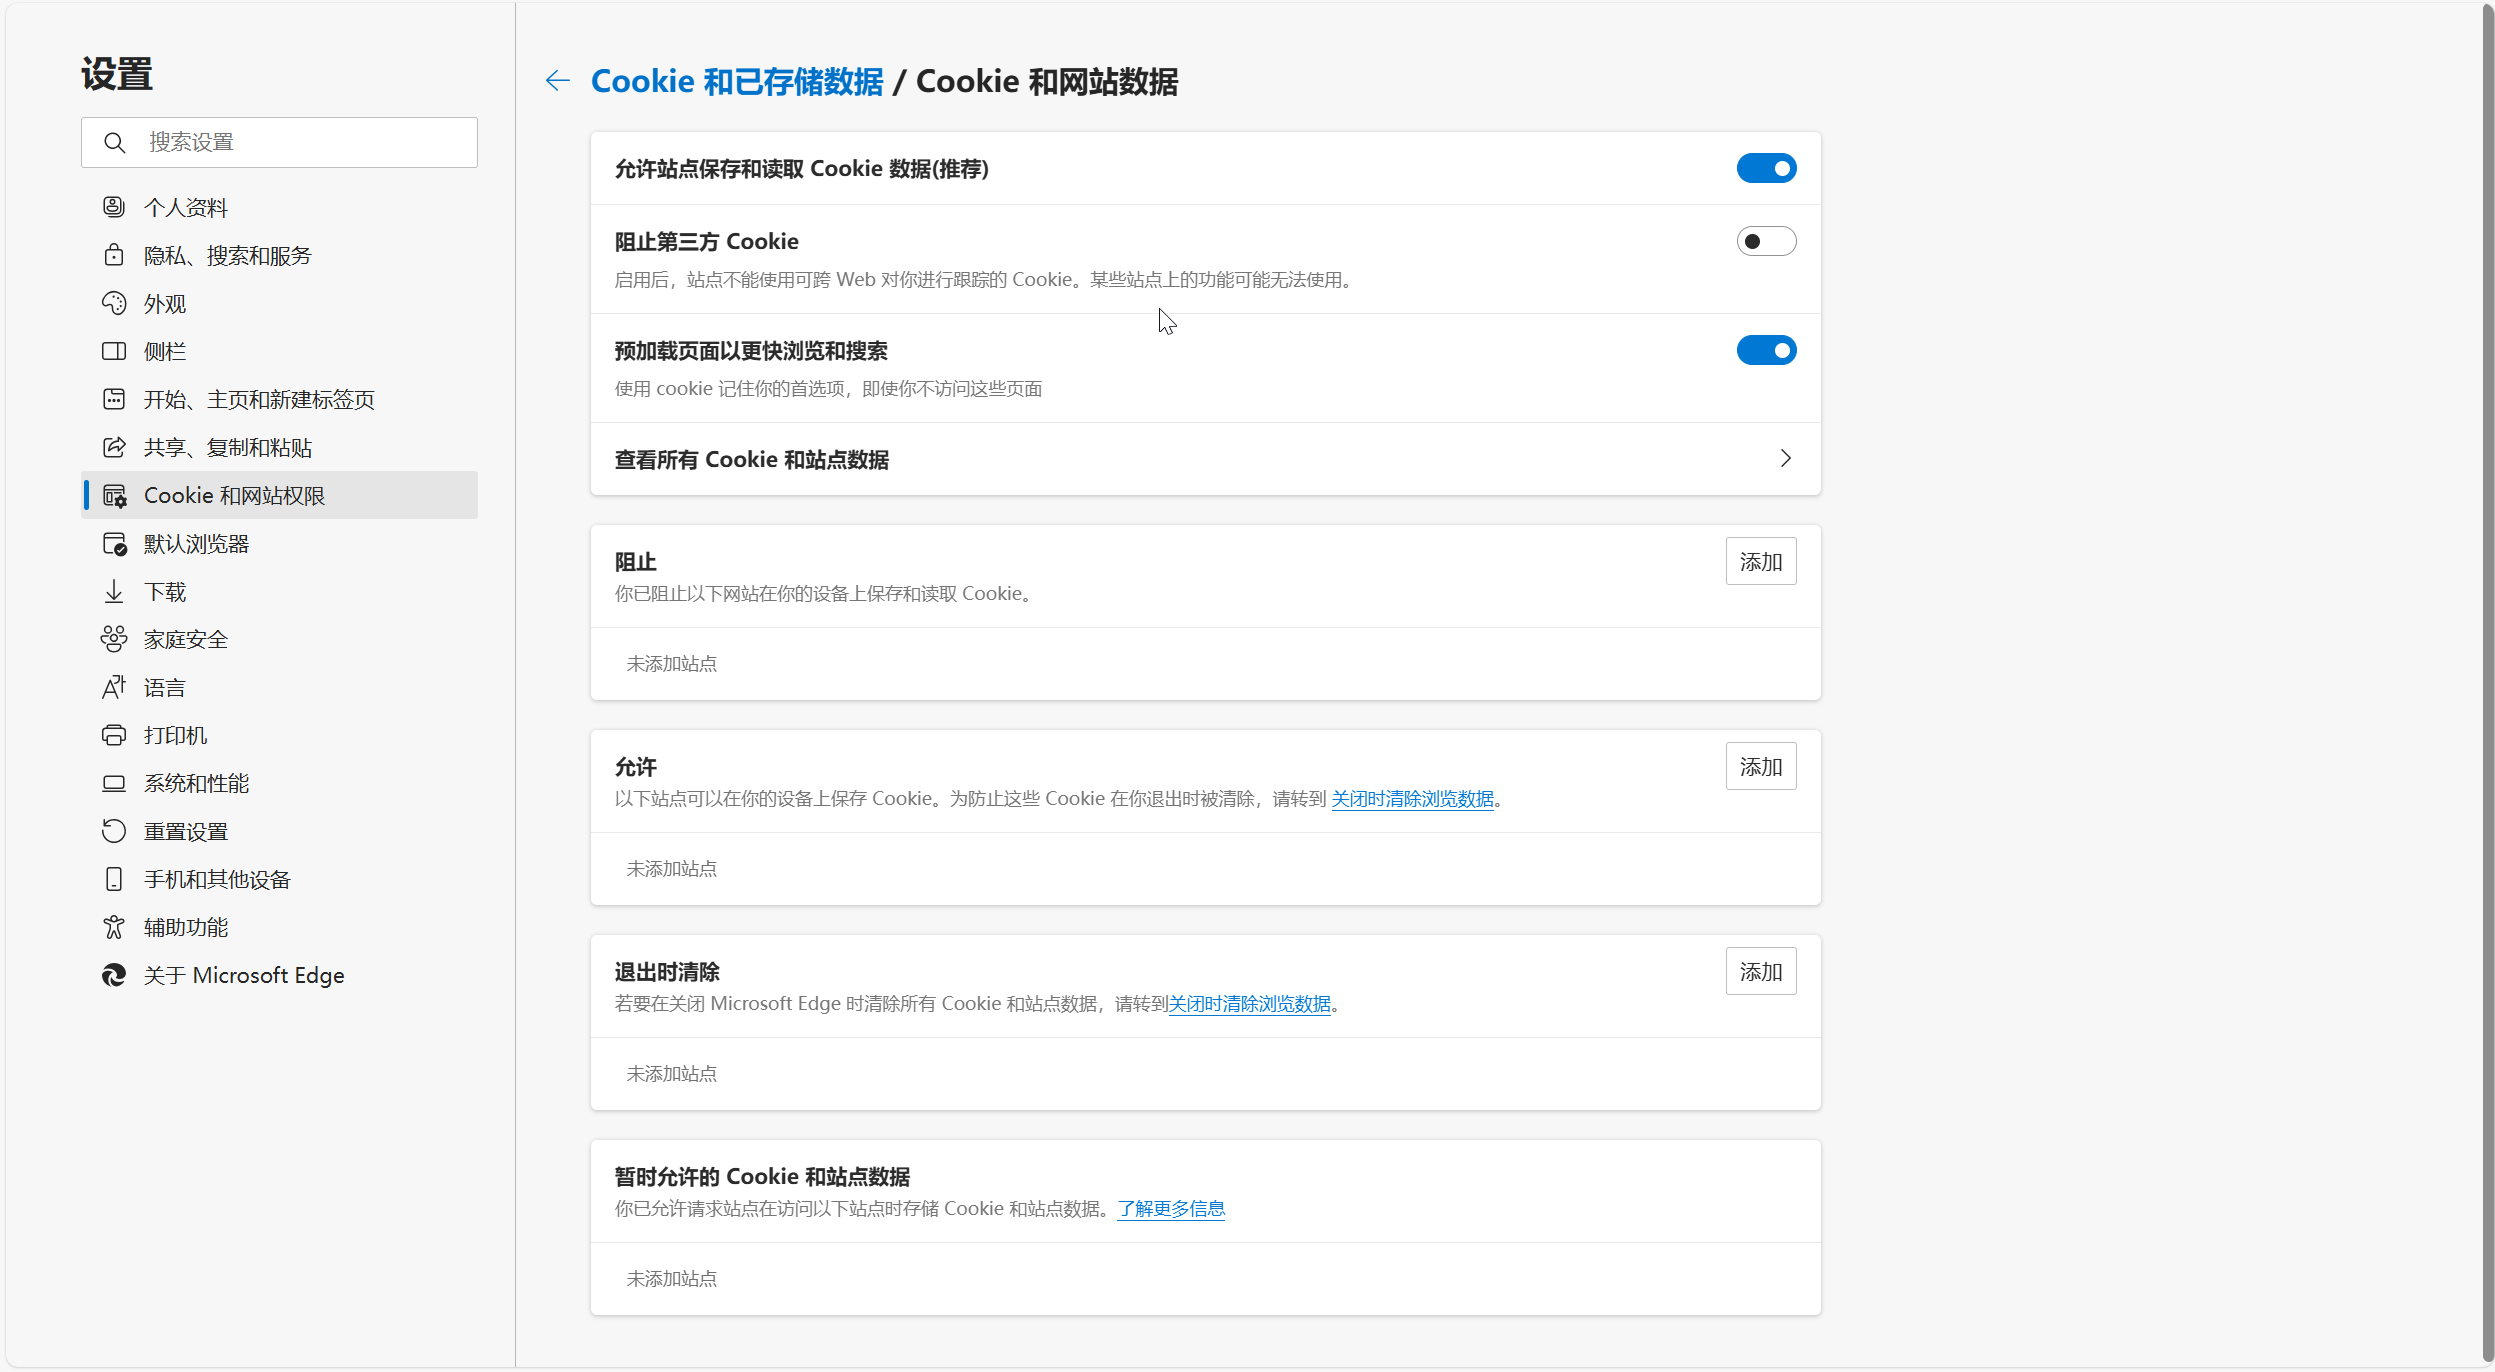 设置
搜索设置
个人资料
隐私、搜索和服务
外观
侧栏
开始、主页和新建标签页
共享、复制和粘贴
Cookie 和网站权限
默认浏览器
下载
家庭安全
语言
打印机
系统和性能
重置设置
手机和其他设备
辅助功能
关于 Microsoft Edge
Cookie 和已存储数据 / Cookie 和网站数据
允许站点保存和读取 Cookie 数据(推荐)
阻止第三方 Cookie
启用后，站点不能使用可跨 Web 对你进行跟踪的 Cookie。某些站点上的功能可能无法使用。
预加载页面以更快浏览和搜索
使用 cookie 记住你的首选项，即使你不访问这些页面
查看所有 Cookie 和站点数据
阻止
添加
你已阻止以下网站在你的设备上保存和读取 Cookie。
未添加站点
允许
添加
以下站点可以在你的设备上保存 Cookie。为防止这些 Cookie 在你退出时被清除，请转到 关闭时清除浏览数据。
未添加站点
退出时清除
添加
若要在关闭 Microsoft Edge 时清除所有 Cookie 和站点数据，请转到关闭时清除浏览数据。
未添加站点
暂时允许的 Cookie 和站点数据
你已允许请求站点在访问以下站点时存储 Cookie 和站点数据。了解更多信息
未添加站点